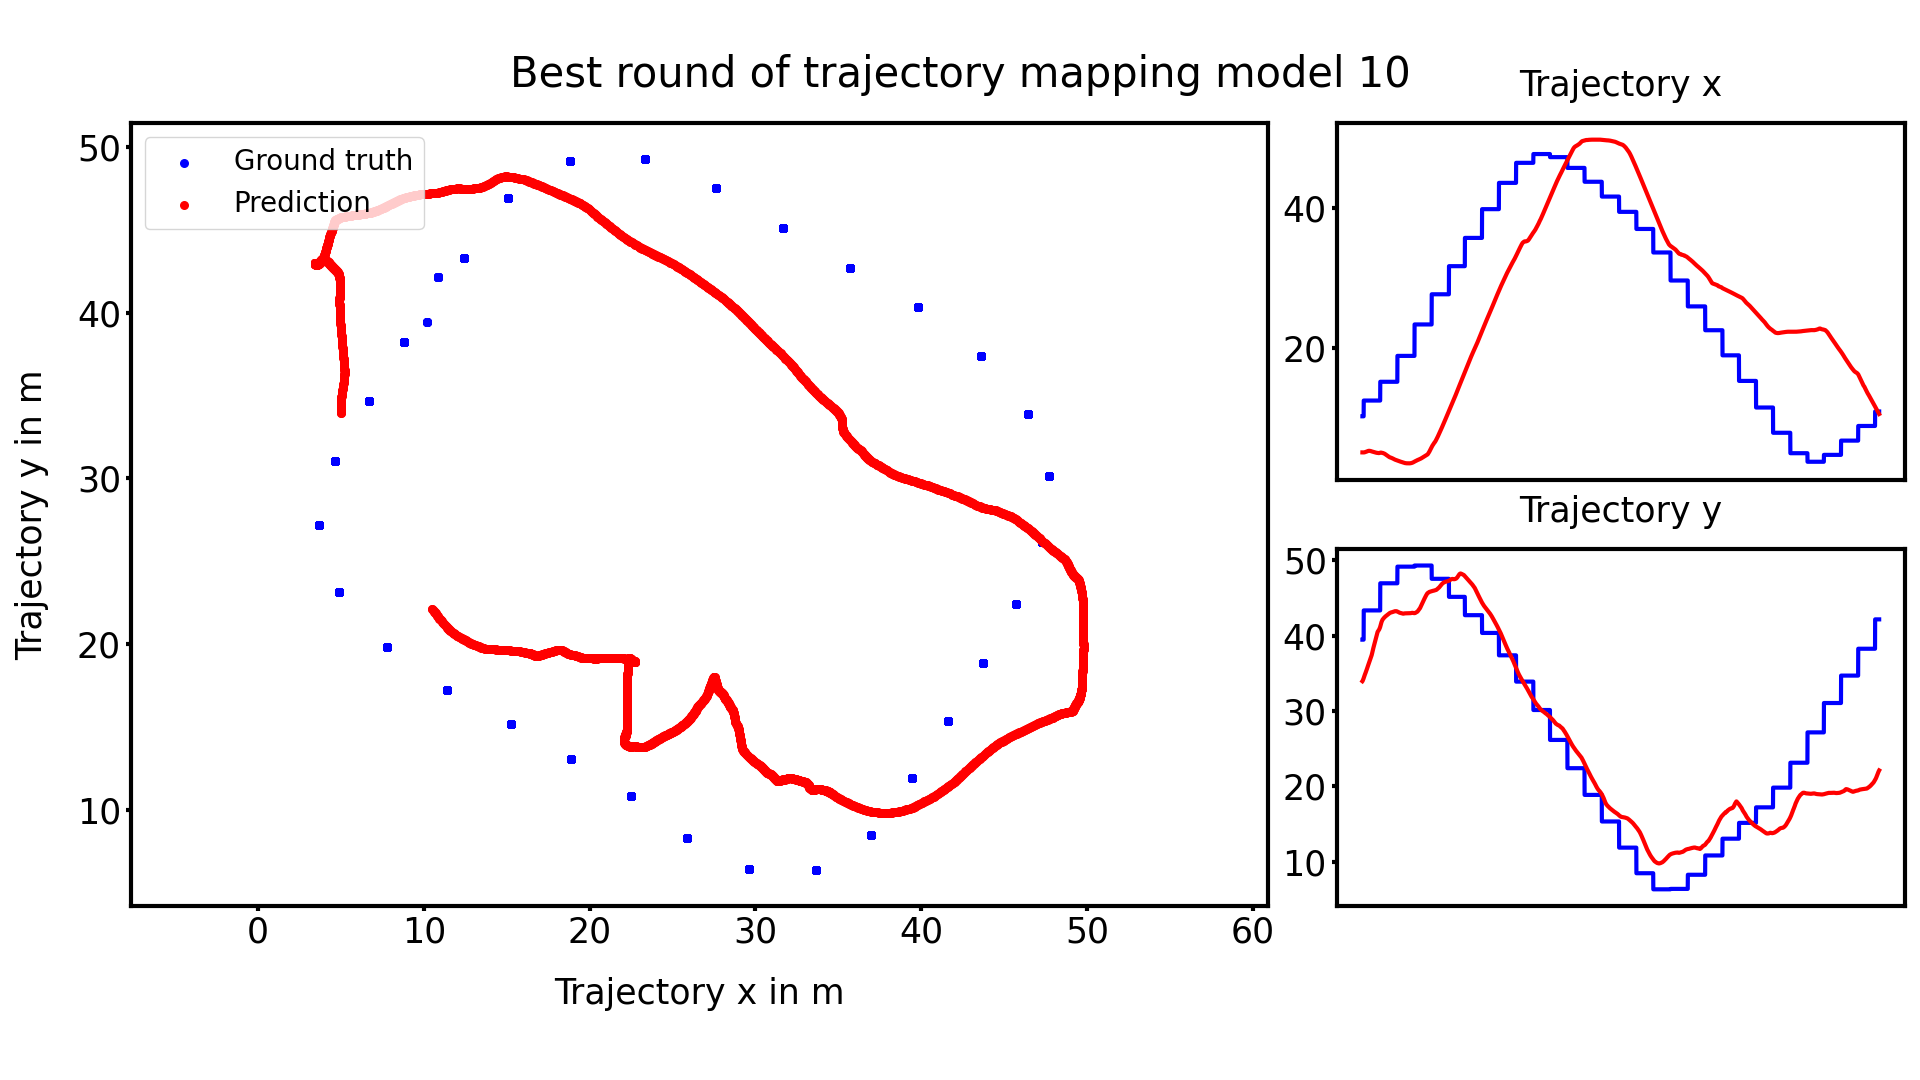 Best round of trajectory mapping model 10
Ground truth
Prediction
50
40
30
20
10
Trajectory y in m
0 10 20 30 40 50 60
Trajectory x in m
Trajectory x
40
20
Trajectory y
50
40
30
20
10